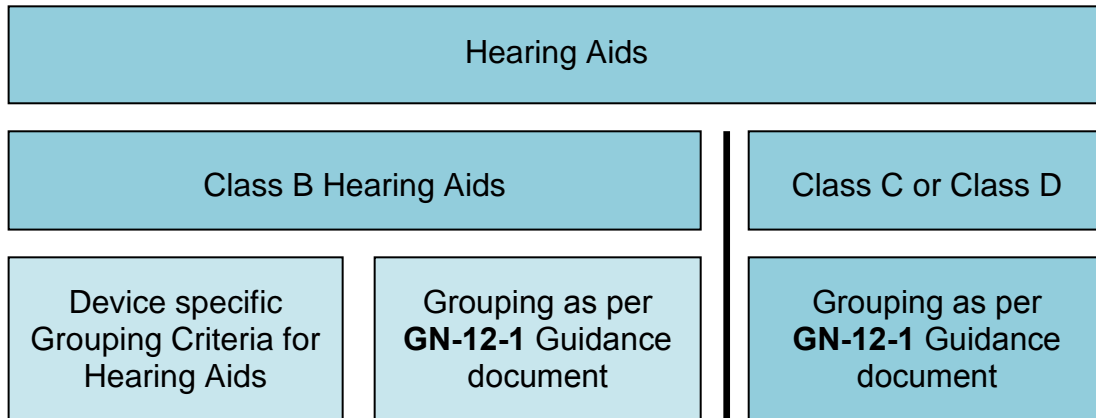 Hearing Aids
Class B Hearing Aids
Class C or Class D
Device specific
Grouping Criteria for
Hearing Aids
Grouping as per
GN-12-1 Guidance
document
Grouping as per
GN-12-1 Guidance
document